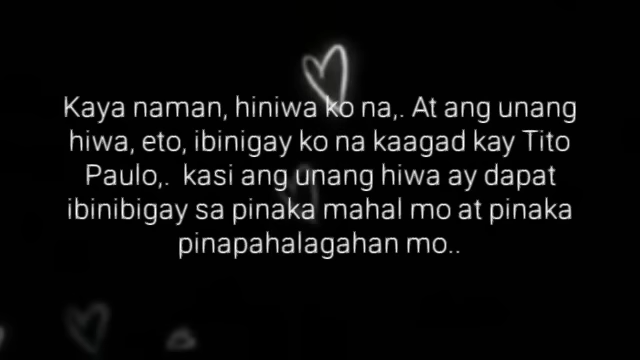 Kaya naman, hiniwa ko na,. At ang unang
hiwa, eto, ibinigay ko na kaagad kay Tito
Paulo,.  kasi ang unang hiwa ay dapat
ibinibigay sa pinaka mahal mo at pinaka
pinapahalagahan mo..